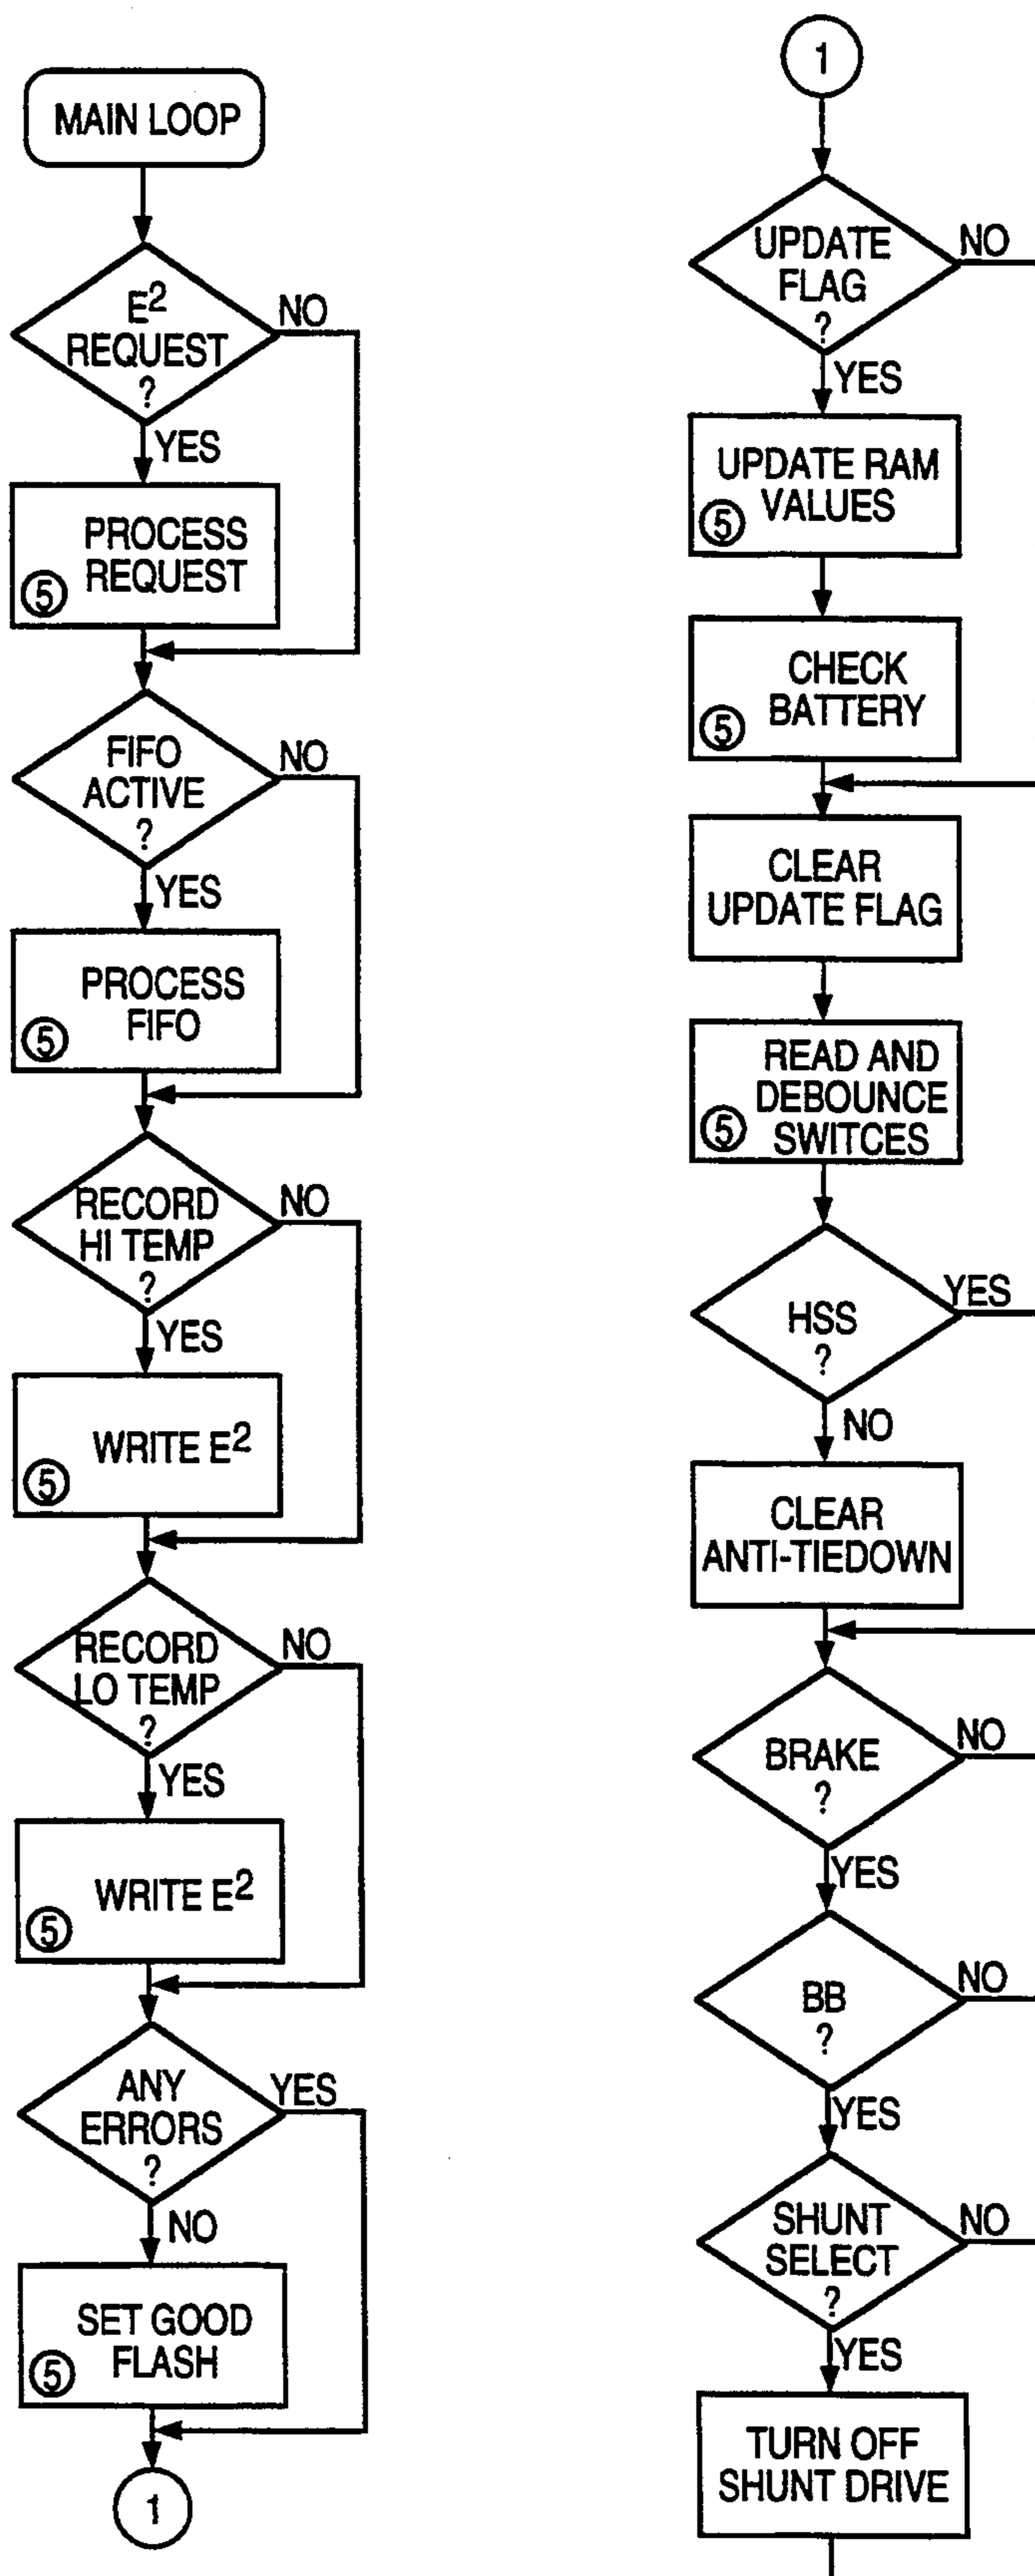 MAIN LOOP
E²
REQUEST
?
NO
YES
PROCESS
REQUEST
5
FIFO
ACTIVE
?
NO
YES
PROCESS
FIFO
5
RECORD
HI TEMP
?
NO
YES
WRITE E²
5
RECORD
LO TEMP
?
NO
YES
WRITE E²
5
ANY
ERRORS
?
YES
NO
SET GOOD
FLASH
5
1
1
UPDATE
FLAG
?
NO
YES
UPDATE RAM
VALUES
5
CHECK
BATTERY
5
CLEAR
UPDATE FLAG
READ AND
DEBOUNCE
SWITCES
5
HSS
?
YES
NO
CLEAR
ANTI-TIEDOWN
BRAKE
?
NO
YES
BB
?
NO
YES
SHUNT
SELECT
?
NO
YES
TURN OFF
SHUNT DRIVE